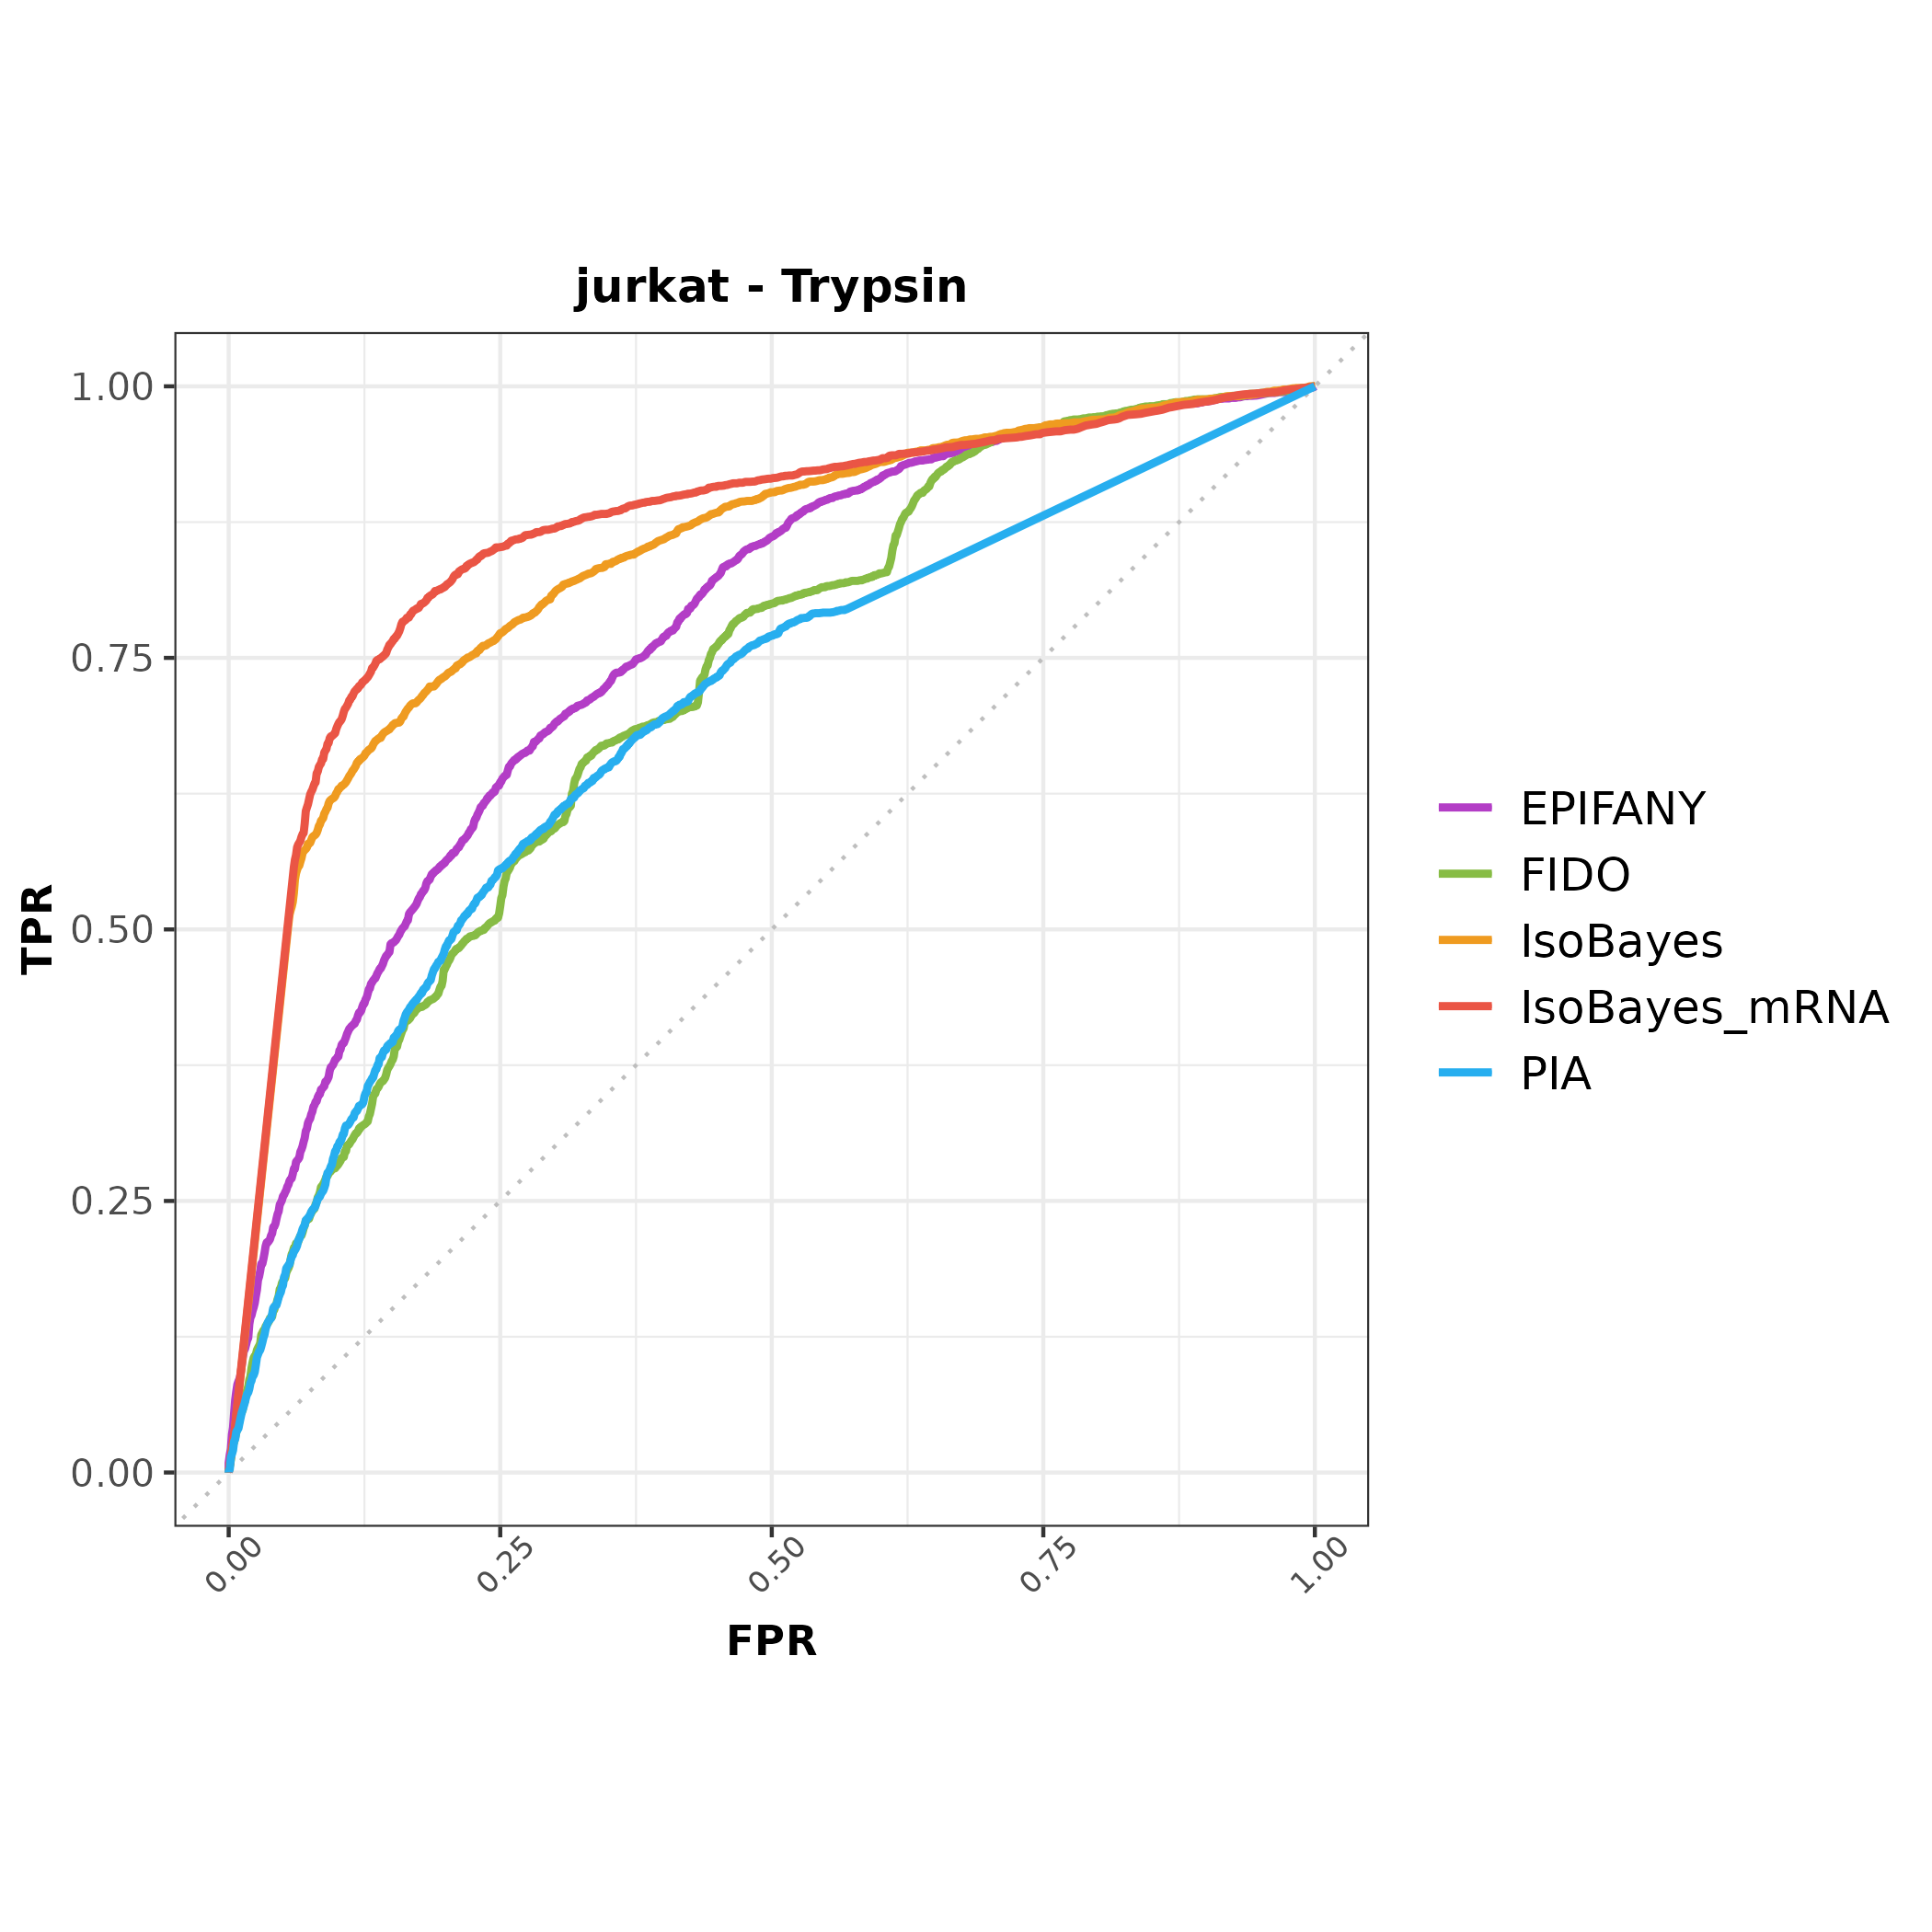 jurkat - Trypsin
1.00
0.75
0.50
0.25
0.00
TPR
0.00
0.25
0.50
0.75
1.00
FPR
EPIFANY
FIDO
IsoBayes
IsoBayes_mRNA
PIA